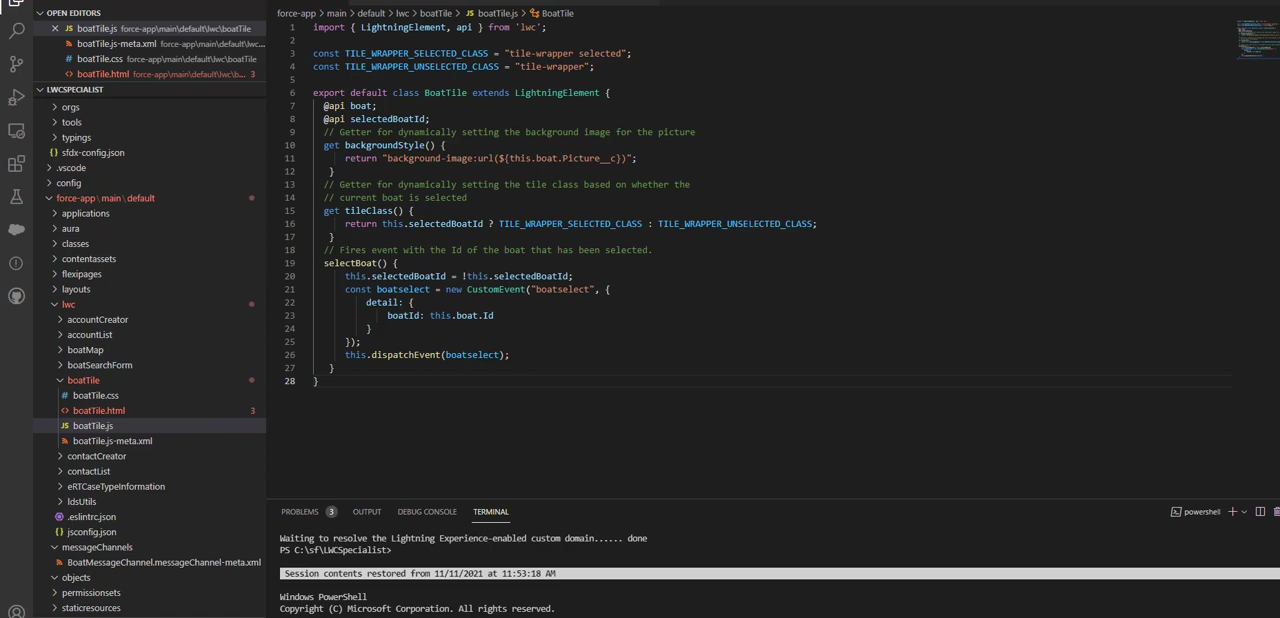 OPEN EDITORS
boatTile.js force-app\main\default\lwc\boatTile
boatTile.js-meta.xml force-app\main\default\lwc...
boatTile.css force-app\main\default\lwc\boatTile
boatTile.html force-app\main\default\lwc\b... 3
LWCSPECIALIST
orgs
tools
typings
sfdx-config.json
.vscode
config
force-app\main\default
applications
aura
classes
contentassets
flexipages
layouts
lwc
accountCreator
accountList
boatMap
boatSearchForm
boatTile
boatTile.css
boatTile.html 3
boatTile.js
boatTile.js-meta.xml
contactCreator
contactList
eRTCaseTypeInformation
ldsUtils
.eslintrc.json
jsconfig.json
messageChannels
BoatMessageChannel.messageChannel-meta.xml
objects
permissionsets
staticresources
force-app > main > default > lwc > boatTile > JS boatTile.js > BoatTile
1 import { LightningElement, api } from 'lwc';
2
3 const TILE_WRAPPER_SELECTED_CLASS = "tile-wrapper selected";
4 const TILE_WRAPPER_UNSELECTED_CLASS = "tile-wrapper";
5
6 export default class BoatTile extends LightningElement {
7 @api boat;
8 @api selectedBoatId;
9 // Getter for dynamically setting the background image for the picture
10 get backgroundStyle() {
11 return "background-image:url(${this.boat.Picture__c})";
12 }
13 // Getter for dynamically setting the tile class based on whether the
14 // current boat is selected
15 get tileClass() {
16 return this.selectedBoatId ? TILE_WRAPPER_SELECTED_CLASS : TILE_WRAPPER_UNSELECTED_CLASS;
17 }
18 // Fires event with the Id of the boat that has been selected.
19 selectBoat() {
20 this.selectedBoatId = !this.selectedBoatId;
21 const boatselect = new CustomEvent("boatselect", {
22 detail: {
23 boatId: this.boat.Id
24 }
25 });
26 this.dispatchEvent(boatselect);
27 }
28 }
PROBLEMS 3 OUTPUT DEBUG CONSOLE TERMINAL powershell
Waiting to resolve the Lightning Experience-enabled custom domain...... done
PS C:\sf\LWCSpecialist>
Session contents restored from 11/11/2021 at 11:53:18 AM
Windows PowerShell
Copyright (C) Microsoft Corporation. All rights reserved.